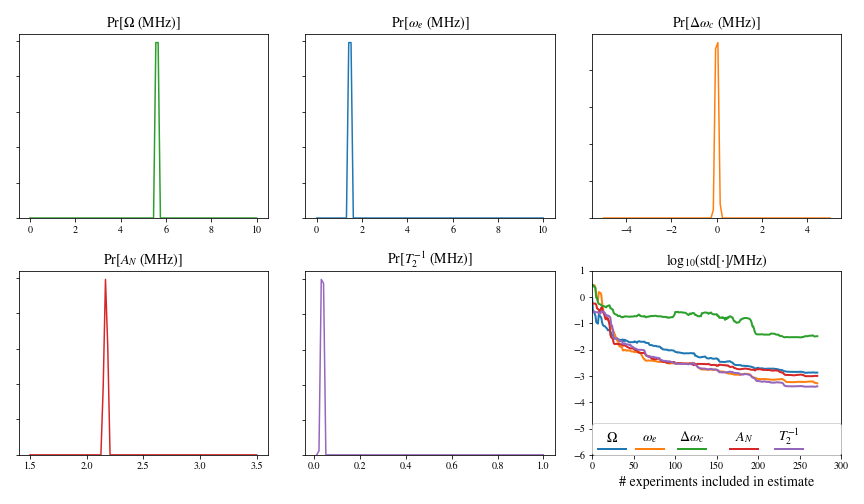 Pr[Ω (MHz)]
Pr[ωₑ (MHz)]
Pr[Δω_c (MHz)]
0 2 4 6 8 10
0 2 4 6 8 10
−4 −2 0 2 4
Pr[A_N (MHz)]
Pr[T₂⁻¹ (MHz)]
log₁₀(std[·]/MHz)
1
0
−1
−2
−3
−4
−5
−6
Ω ωₑ Δω_c A_N T₂⁻¹
1.5 2.0 2.5 3.0 3.5
0.0 0.2 0.4 0.6 0.8 1.0
0 50 100 150 200 250 300
# experiments included in estimate